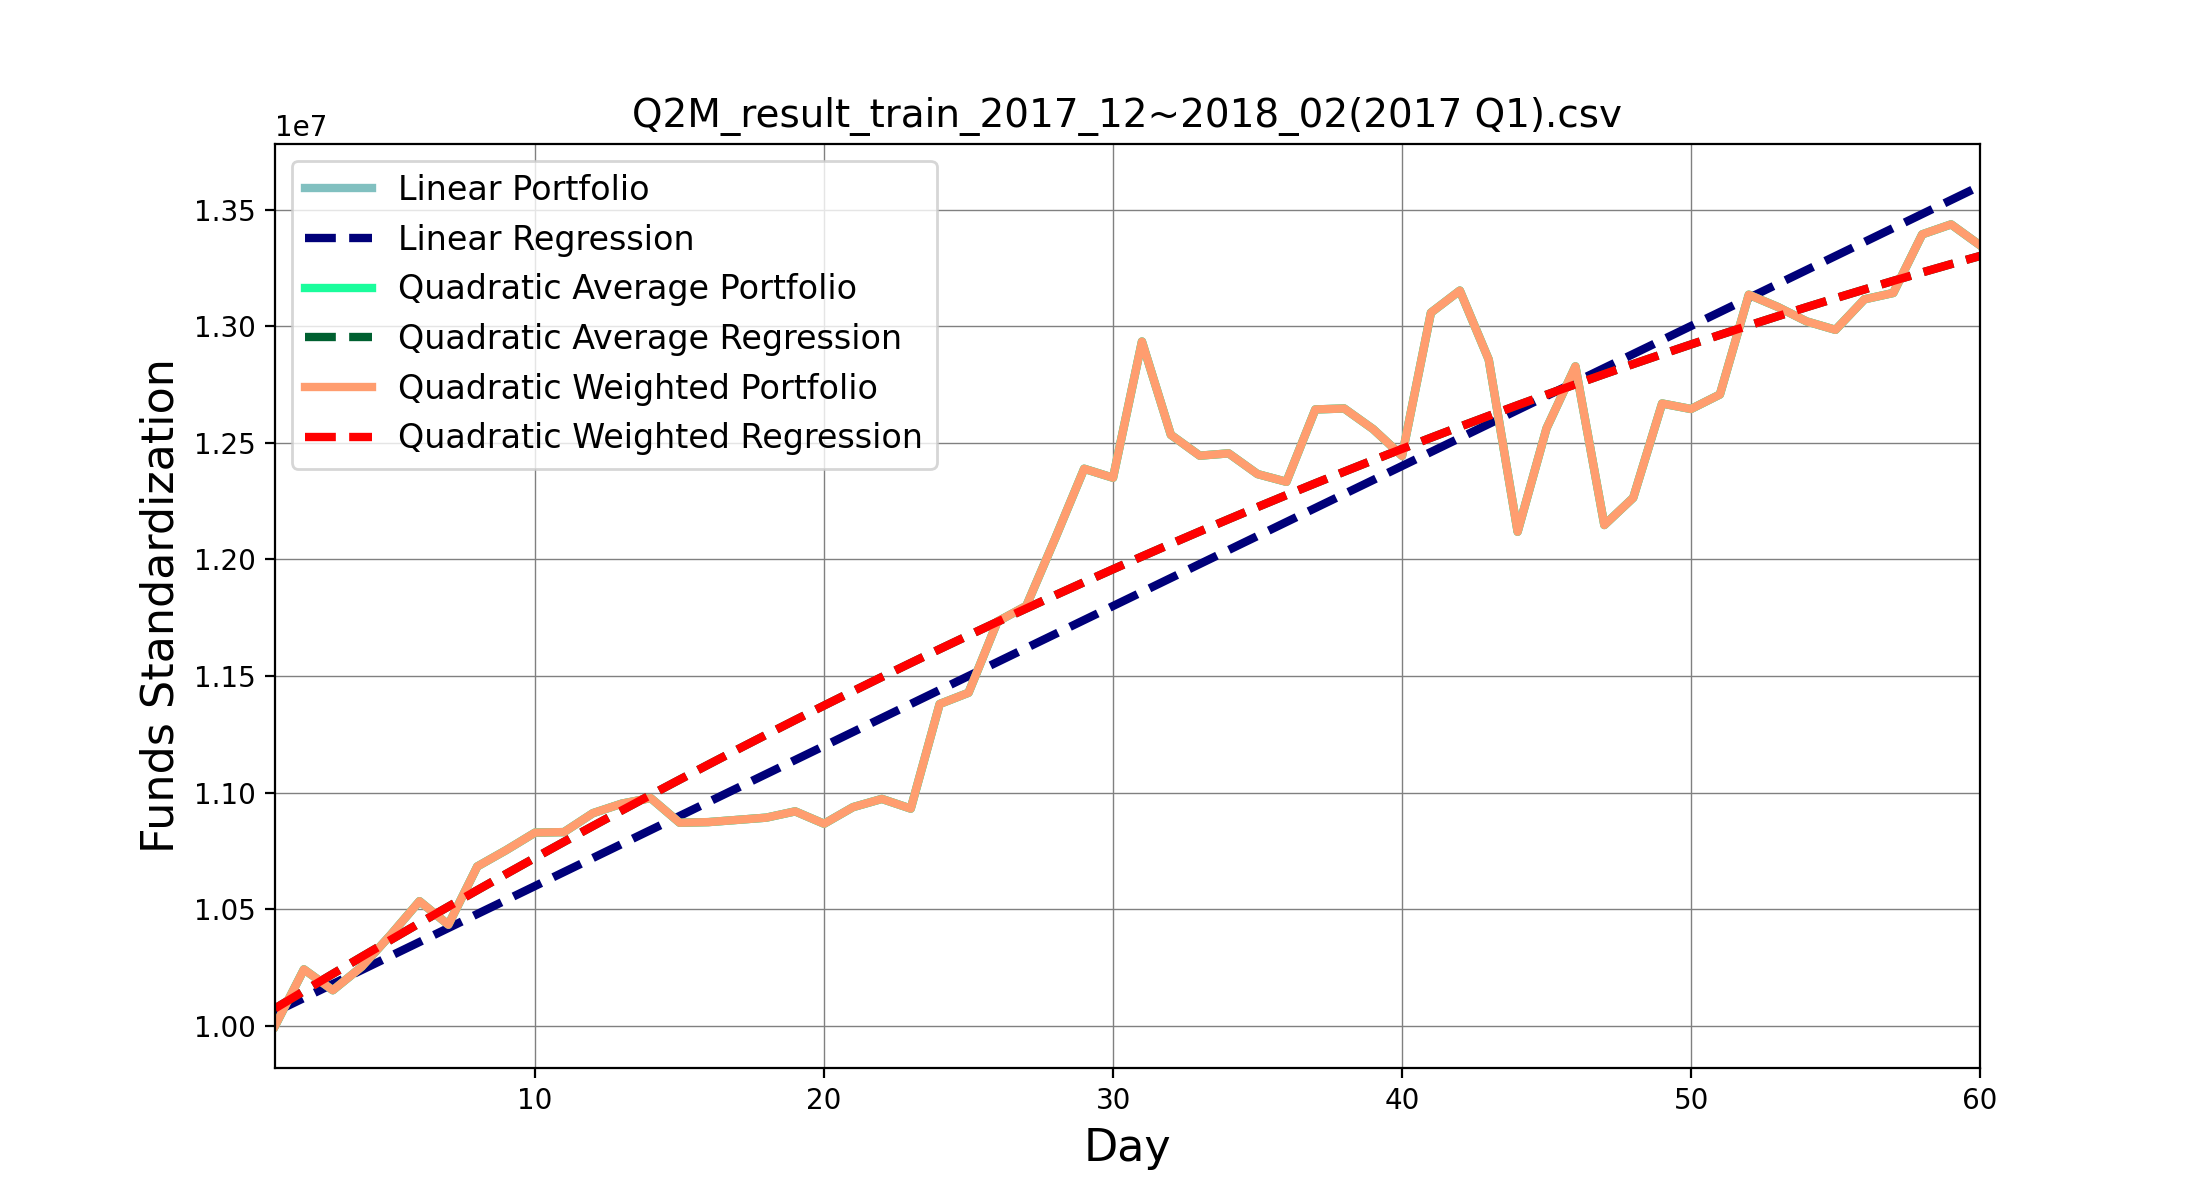 Q2M_result_train_2017_12~2018_02(2017 Q1).csv
1e7
Linear Portfolio
Linear Regression
Quadratic Average Portfolio
Quadratic Average Regression
Quadratic Weighted Portfolio
Quadratic Weighted Regression
1.35
1.30
1.25
1.20
1.15
1.10
1.05
1.00
Funds Standardization
10 20 30 40 50 60
Day